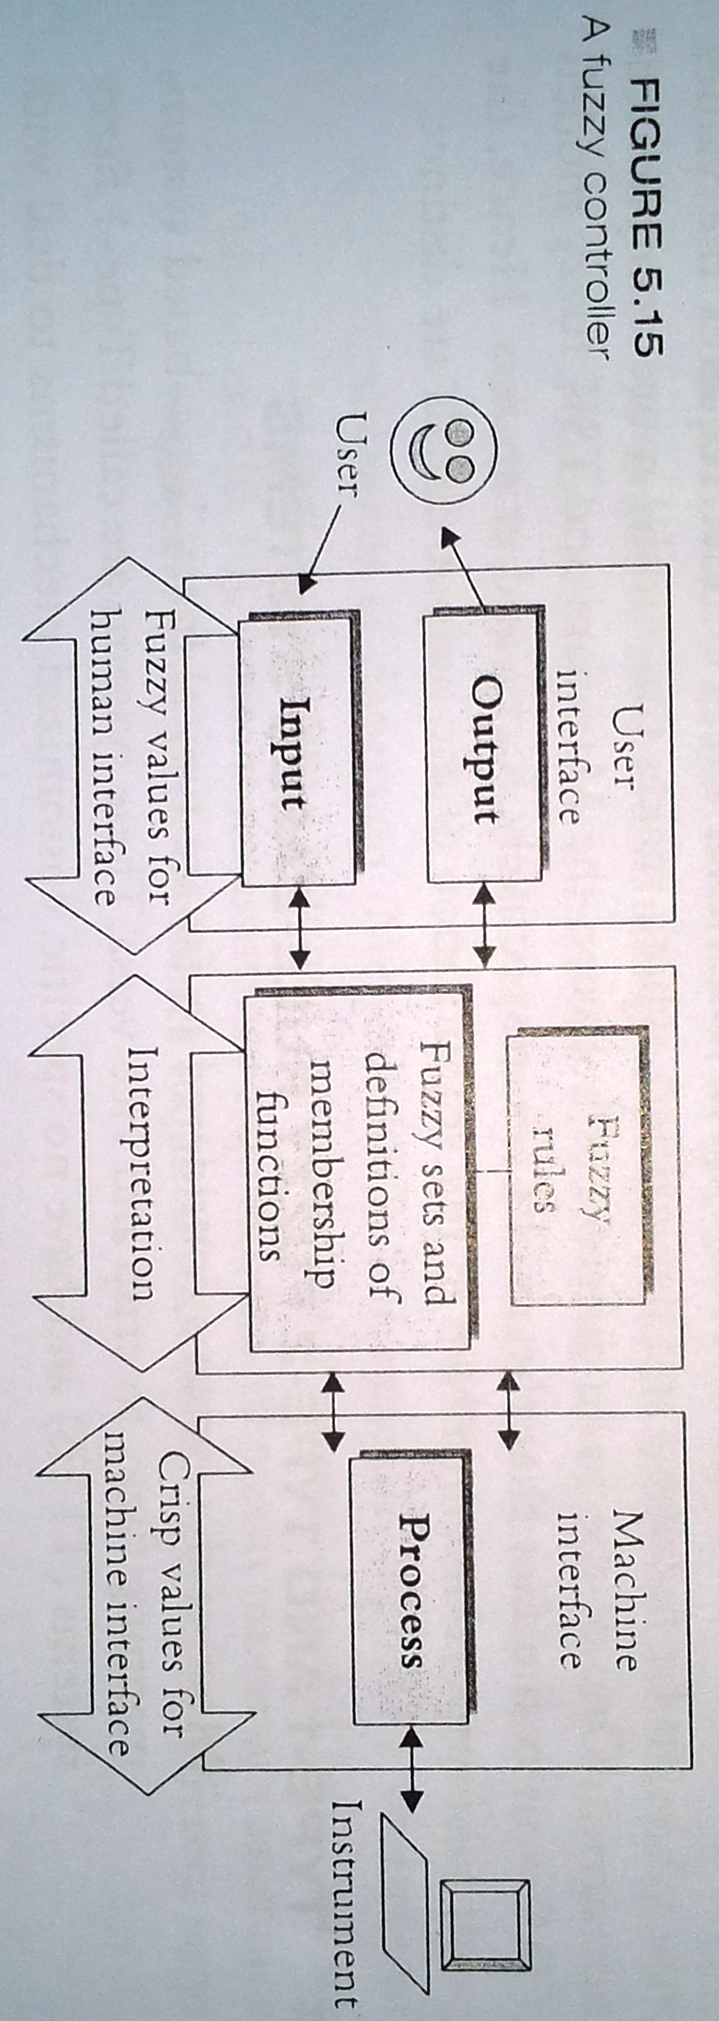 FIGURE 5.15
A fuzzy controller
User
interface
Output
Input
User
Fuzzy values for
human interface
Fuzzy
rules
Fuzzy sets and
definitions of
membership
functions
Interpretation
Machine
interface
Process
Crisp values for
machine interface
Instrument